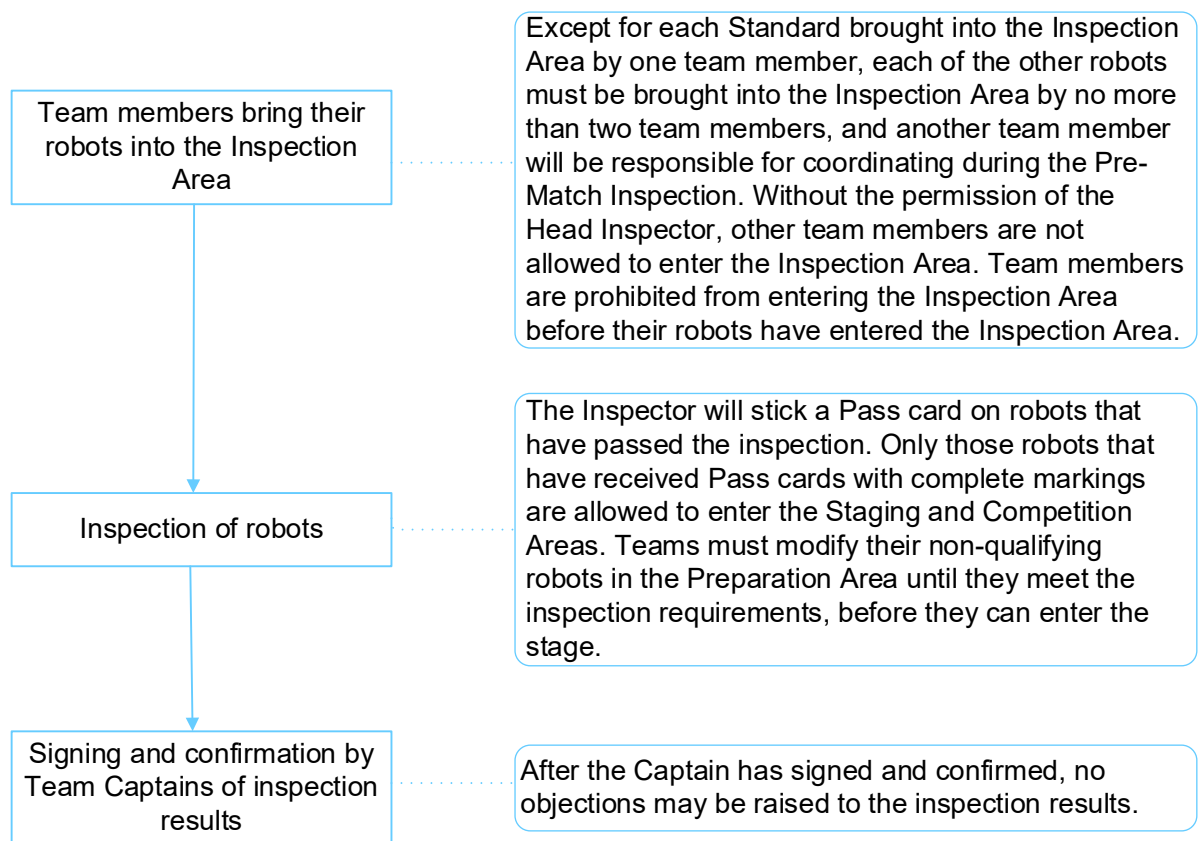 Team members bring their
robots into the Inspection
Area
Except for each Standard brought into the Inspection
Area by one team member, each of the other robots
must be brought into the Inspection Area by no more
than two team members, and another team member
will be responsible for coordinating during the Pre-
Match Inspection. Without the permission of the
Head Inspector, other team members are not
allowed to enter the Inspection Area. Team members
are prohibited from entering the Inspection Area
before their robots have entered the Inspection Area.
Inspection of robots
The Inspector will stick a Pass card on robots that
have passed the inspection. Only those robots that
have received Pass cards with complete markings
are allowed to enter the Staging and Competition
Areas. Teams must modify their non-qualifying
robots in the Preparation Area until they meet the
inspection requirements, before they can enter the
stage.
Signing and confirmation by
Team Captains of inspection
results
After the Captain has signed and confirmed, no
objections may be raised to the inspection results.